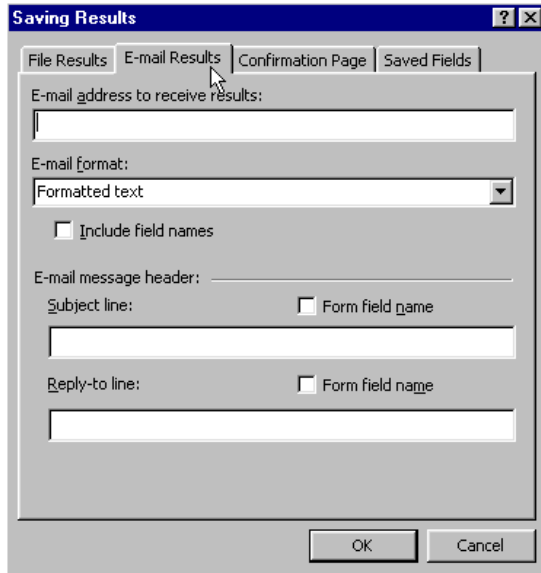 Saving Results
File Results E-mail Results Confirmation Page Saved Fields
E-mail address to receive results:
E-mail format:
Formatted text
Include field names
E-mail message header:
Subject line: Form field name
Reply-to line: Form field name
OK Cancel